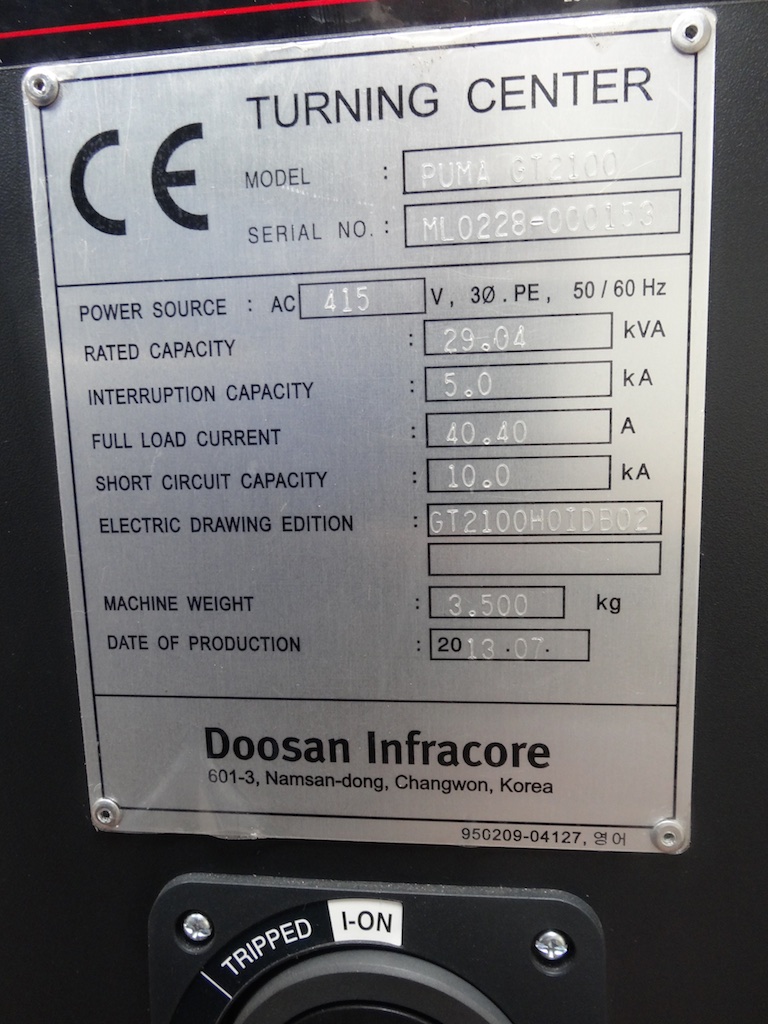 CE TURNING CENTER
MODEL : PUMA GT2100
SERIAL NO. : ML0228-000153
POWER SOURCE : AC 415 V, 3Ø.PE, 50/60 Hz
RATED CAPACITY : 29.04 kVA
INTERRUPTION CAPACITY : 5.0 kA
FULL LOAD CURRENT : 40.40 A
SHORT CIRCUIT CAPACITY : 10.0 kA
ELECTRIC DRAWING EDITION : GT2100H0IDB02
MACHINE WEIGHT : 3.500 kg
DATE OF PRODUCTION : 2013.07.
Doosan Infracore
601-3, Namsan-dong, Changwon, Korea
950209-04127, 영어
TRIPPED I-ON